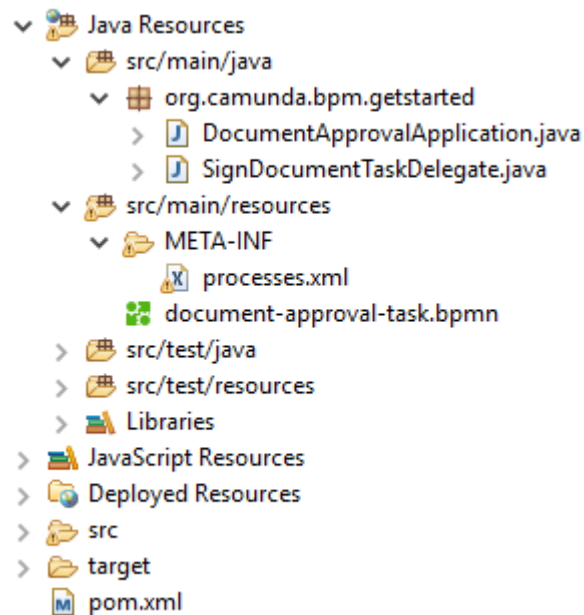 Java Resources
src/main/java
org.camunda.bpm.getstarted
DocumentApprovalApplication.java
SignDocumentTaskDelegate.java
src/main/resources
META-INF
processes.xml
document-approval-task.bpmn
src/test/java
src/test/resources
Libraries
JavaScript Resources
Deployed Resources
src
target
pom.xml